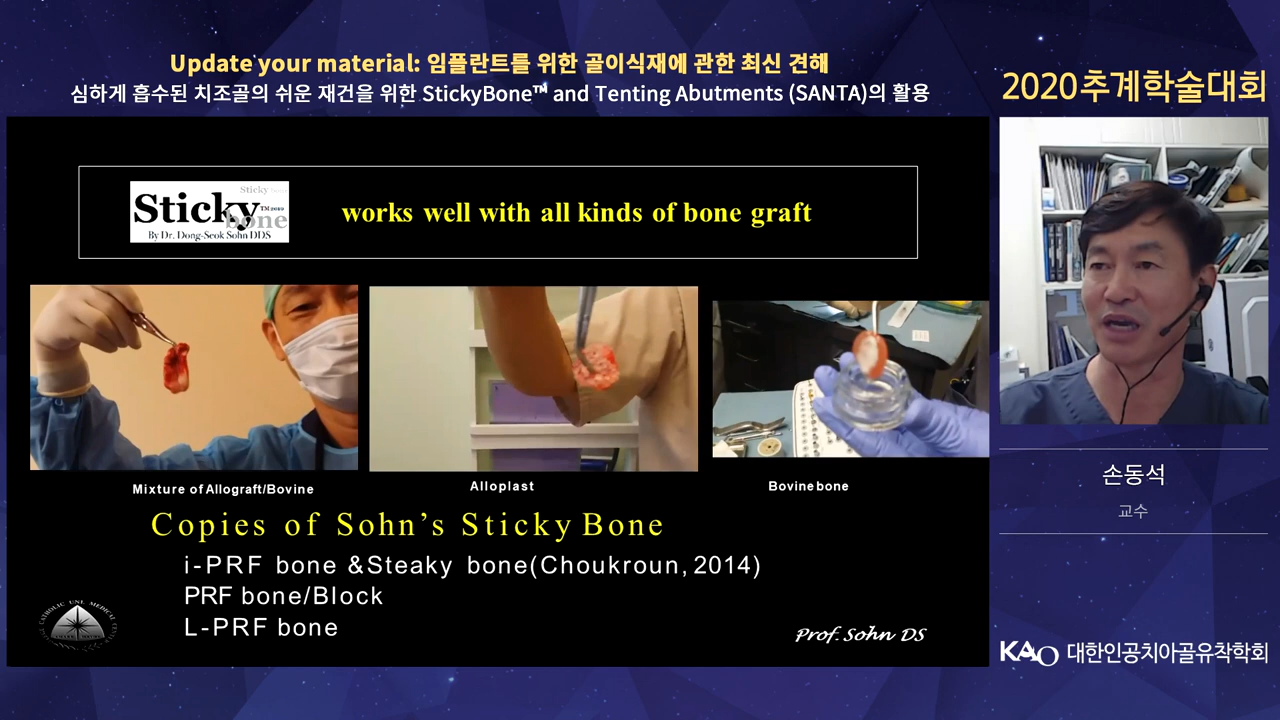 Update your material: 임플란트를 위한 골이식재에 관한 최신 견해
심하게 흡수된 치조골의 쉬운 재건을 위한 StickyBone™ and Tenting Abutments (SANTA)의 활용
2020추계학술대회
Sticky bone
Sticky TM2010
bone
By Dr. Dong-Seok Sohn DDS
works well with all kinds of bone graft
Mixture of Allograft/Bovine
Alloplast
Bovine bone
Copies of Sohn's Sticky Bone
i-PRF bone &Steaky bone(Choukroun, 2014)
PRF bone/Block
L-PRF bone
Prof. Sohn DS
손동석
교수
KAO 대한인공치아골유착학회